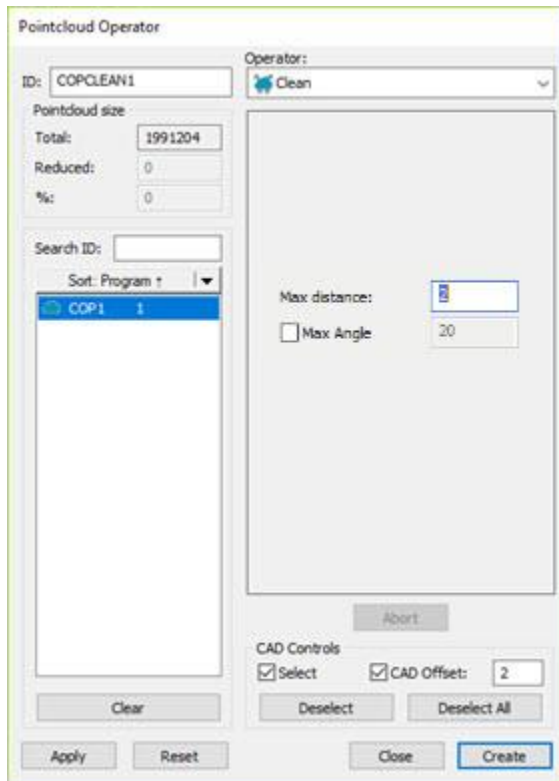 Pointcloud Operator
ID: COPCLEAN1
Operator:
Clean
Pointcloud size
Total: 1991204
Reduced: 0
%: 0
Search ID:
Sort: Program ↑
COP1 1
Max distance: 2
Max Angle 20
Abort
CAD Controls
Select CAD Offset: 2
Clear Deselect Deselect All
Apply Reset Close Create